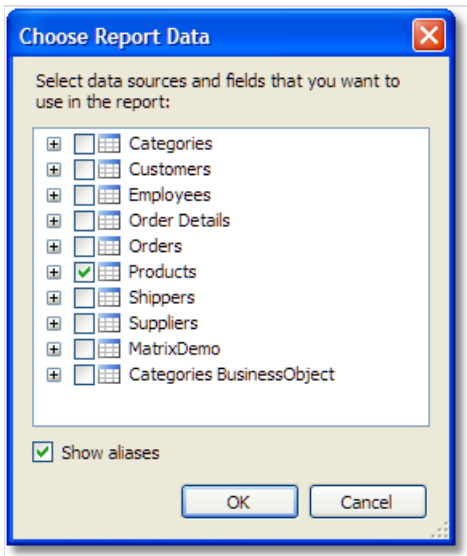 Choose Report Data
Select data sources and fields that you want to
use in the report:
Categories
Customers
Employees
Order Details
Orders
Products
Shippers
Suppliers
MatrixDemo
Categories BusinessObject
Show aliases
OK
Cancel